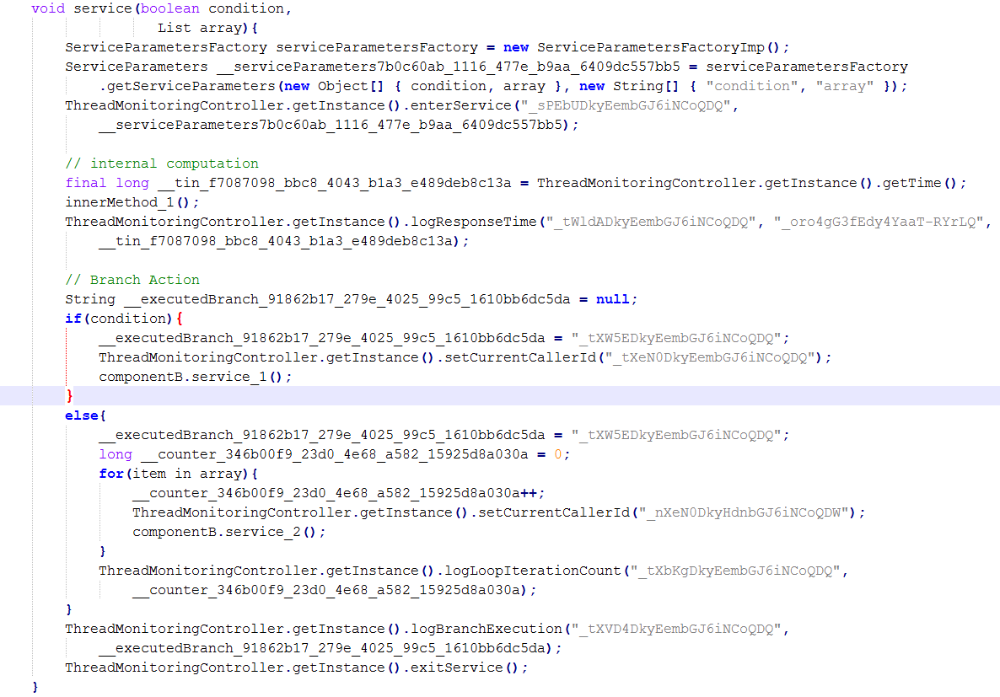 void service(boolean condition,
List array){
ServiceParametersFactory serviceParametersFactory = new ServiceParametersFactoryImp();
ServiceParameters __serviceParameters7b0c60ab_1116_477e_b9aa_6409dc557bb5 = serviceParametersFactory
.getServiceParameters(new Object[] { condition, array }, new String[] { "condition", "array" });
ThreadMonitoringController.getInstance().enterService("_sPEbUDkyEembGJ6iNCoQDQ",
__serviceParameters7b0c60ab_1116_477e_b9aa_6409dc557bb5);
// internal computation
final long __tin_f7087098_bbc8_4043_b1a3_e489deb8c13a = ThreadMonitoringController.getInstance().getTime();
innerMethod_1();
ThreadMonitoringController.getInstance().logResponseTime("_tWldADkyEembGJ6iNCoQDQ", "_oro4gG3fEdy4YaaT-RYrLQ",
__tin_f7087098_bbc8_4043_b1a3_e489deb8c13a);
// Branch Action
String __executedBranch_91862b17_279e_4025_99c5_1610bb6dc5da = null;
if(condition){
__executedBranch_91862b17_279e_4025_99c5_1610bb6dc5da = "_tXW5EDkyEembGJ6iNCoQDQ";
ThreadMonitoringController.getInstance().setCurrentCallerId("_tXeN0DkyEembGJ6iNCoQDQ");
componentB.service_1();
}
else{
__executedBranch_91862b17_279e_4025_99c5_1610bb6dc5da = "_tXW5EDkyEembGJ6iNCoQDQ";
long __counter_346b00f9_23d0_4e68_a582_15925d8a030a = 0;
for(item in array){
__counter_346b00f9_23d0_4e68_a582_15925d8a030a++;
ThreadMonitoringController.getInstance().setCurrentCallerId("_nXeN0DkyHdnbGJ6iNCoQDW");
componentB.service_2();
}
ThreadMonitoringController.getInstance().logLoopIterationCount("_tXbKgDkyEembGJ6iNCoQDQ",
__counter_346b00f9_23d0_4e68_a582_15925d8a030a);
}
ThreadMonitoringController.getInstance().logBranchExecution("_tXVD4DkyEembGJ6iNCoQDQ",
__executedBranch_91862b17_279e_4025_99c5_1610bb6dc5da);
ThreadMonitoringController.getInstance().exitService();
}